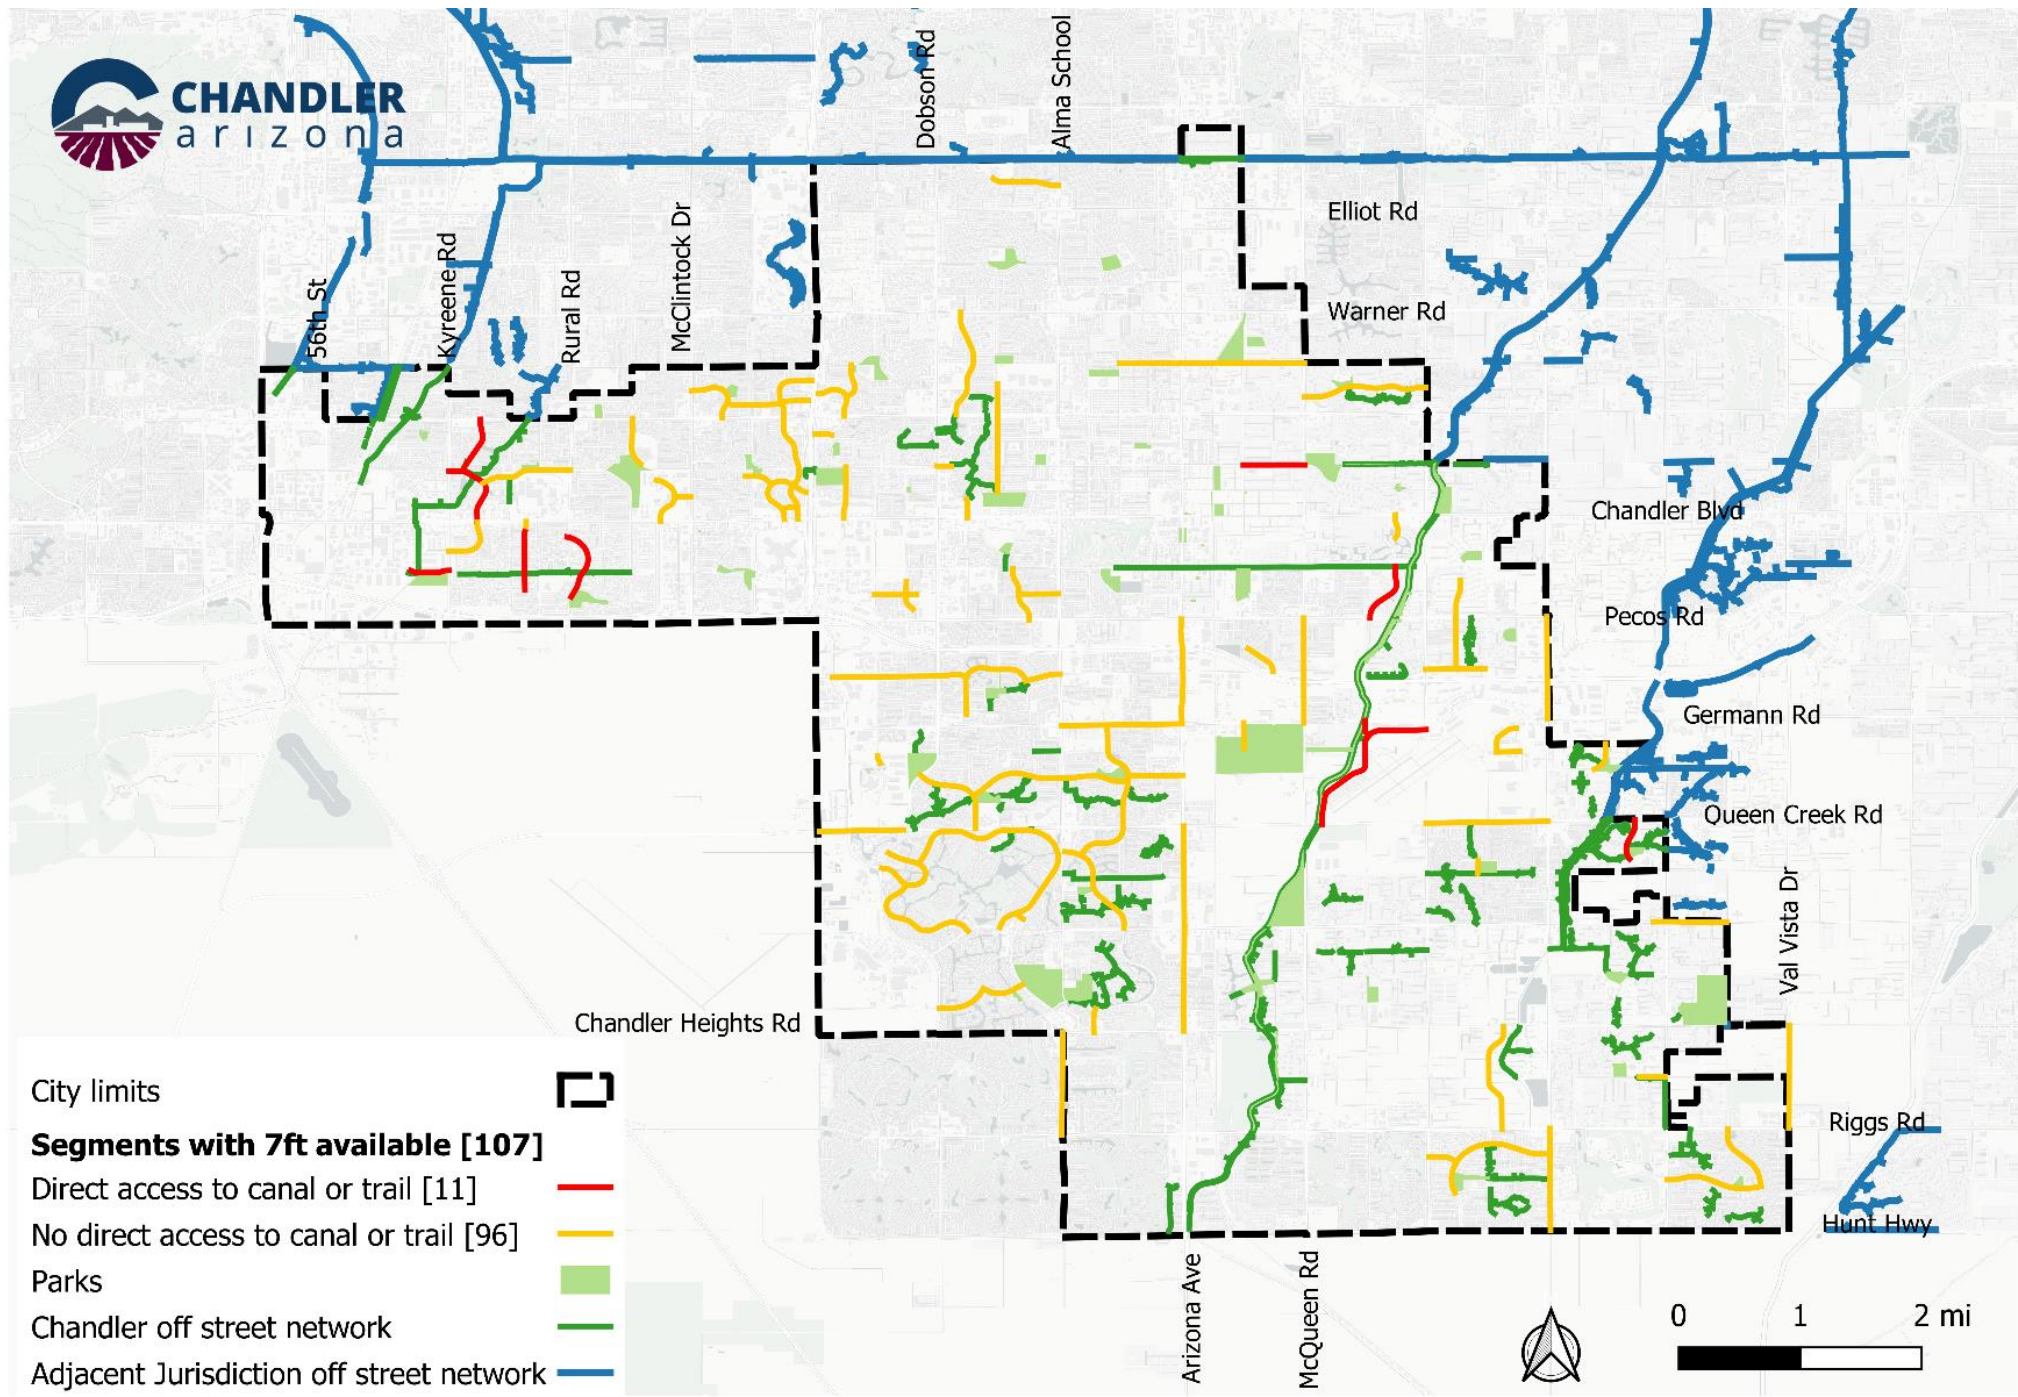 CHANDLER
arizona
Dobson Rd
Alma School
Elliot Rd
56th St
Kyreene Rd
Rural Rd
McClintock Dr
Warner Rd
Chandler Blvd
Pecos Rd
Germann Rd
Queen Creek Rd
Val Vista Dr
Chandler Heights Rd
Riggs Rd
Hunt Hwy
Arizona Ave
McQueen Rd
City limits
Segments with 7ft available [107]
Direct access to canal or trail [11]
No direct access to canal or trail [96]
Parks
Chandler off street network
Adjacent Jurisdiction off street network
0 1 2 mi